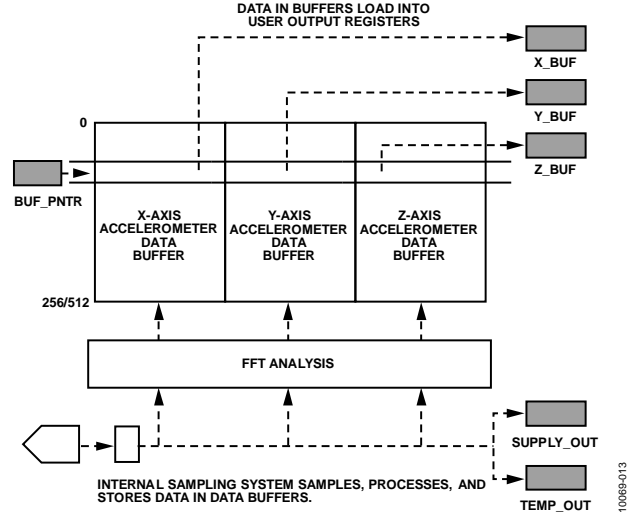 DATA IN BUFFERS LOAD INTO
USER OUTPUT REGISTERS
X_BUF
Y_BUF
0
Z_BUF
BUF_PNTR
X-AXIS
ACCELEROMETER
DATA
BUFFER
Y-AXIS
ACCELEROMETER
DATA
BUFFER
Z-AXIS
ACCELEROMETER
DATA
BUFFER
256/512
FFT ANALYSIS
SUPPLY_OUT
INTERNAL SAMPLING SYSTEM SAMPLES, PROCESSES, AND
STORES DATA IN DATA BUFFERS.
TEMP_OUT
10069-013